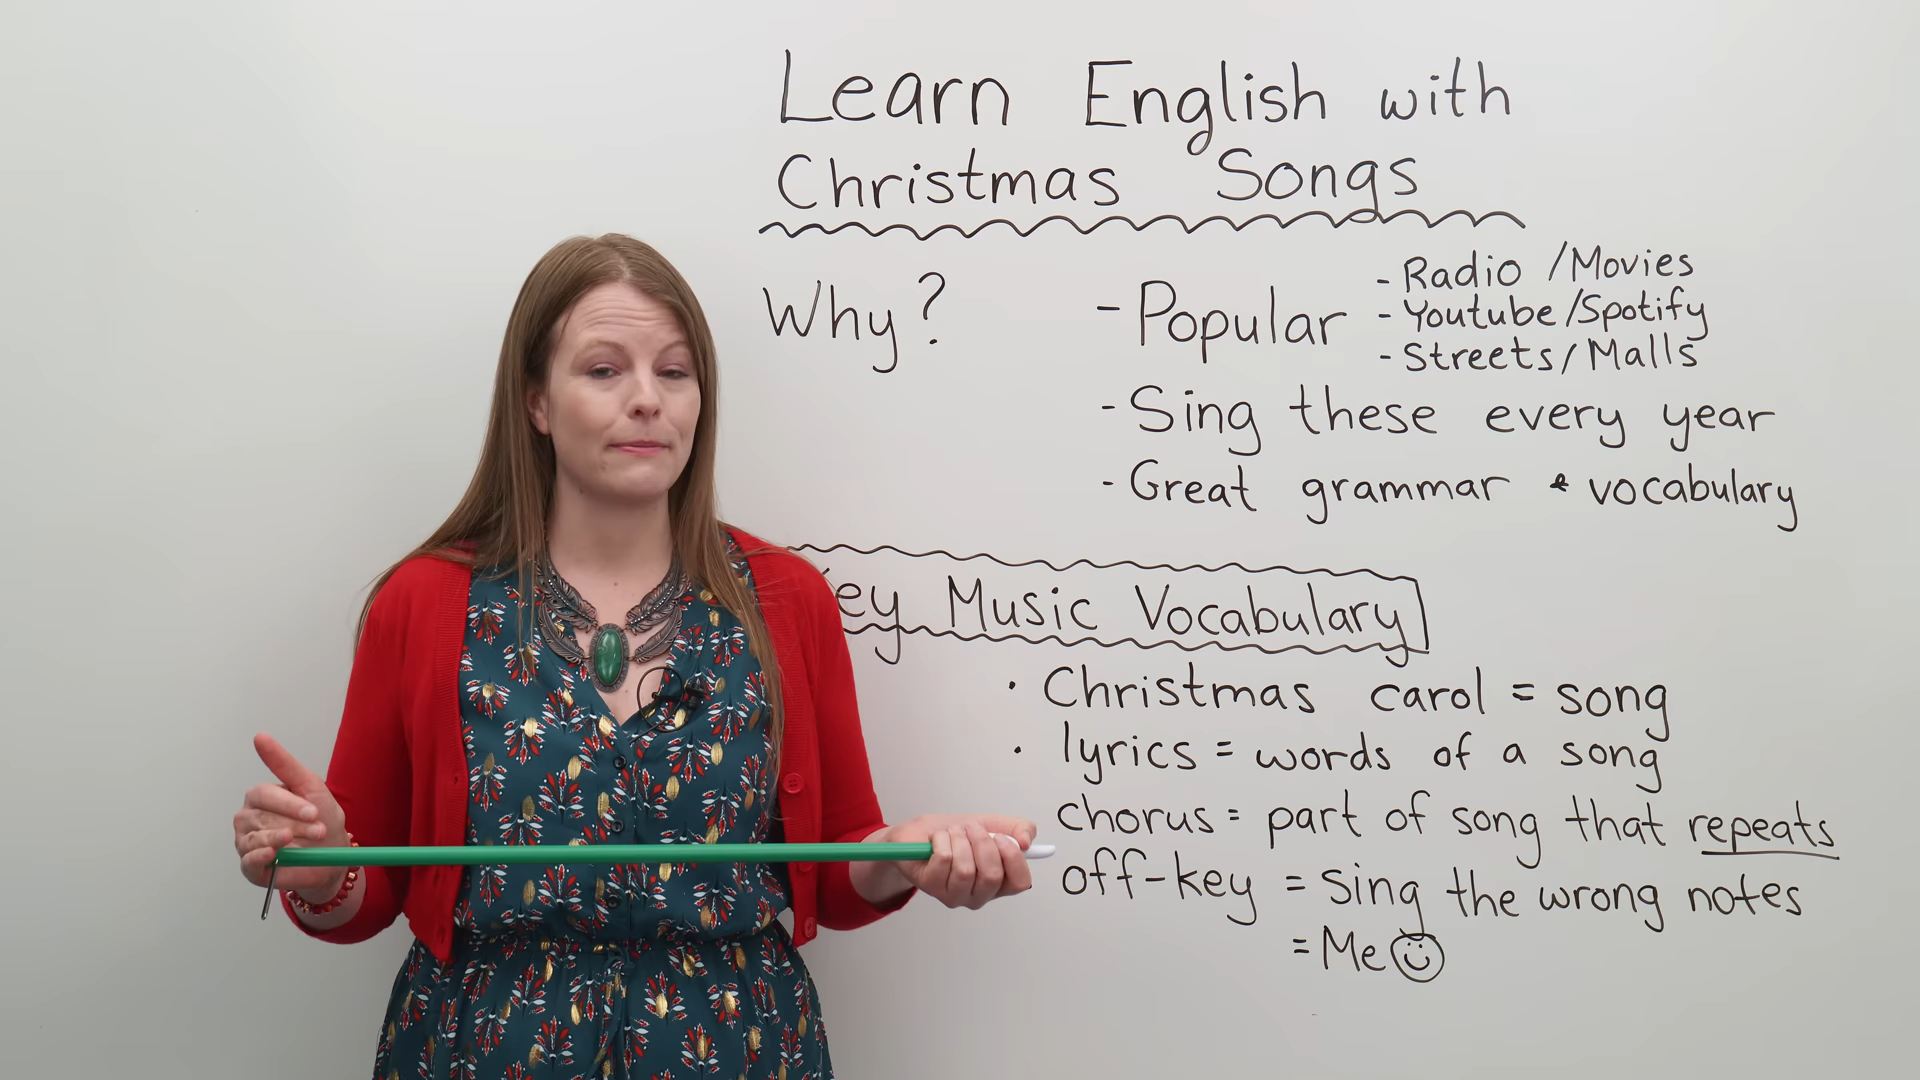 Learn English with
Christmas Songs
Why?
- Popular
- Radio / Movies
- Youtube / Spotify
- Streets / Malls
- Sing these every year
- Great grammar & vocabulary
ey Music Vocabulary
• Christmas carol = song
• lyrics = words of a song
chorus = part of song that repeats
off-key = Sing the wrong notes
= Me ☺